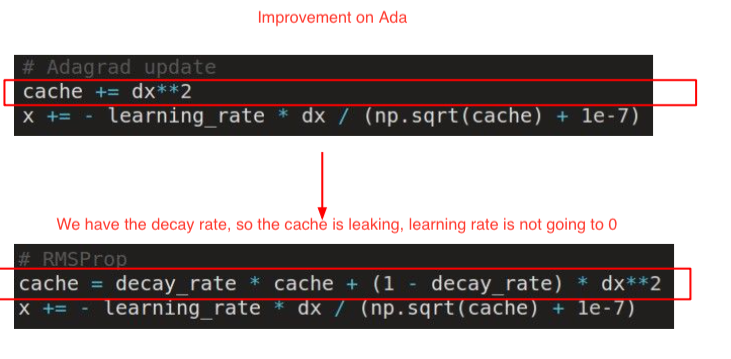 Improvement on Ada
# Adagrad update
cache += dx**2
x += - learning_rate * dx / (np.sqrt(cache) + 1e-7)
We have the decay rate, so the cache is leaking, learning rate is not going to 0
# RMSProp
cache = decay_rate * cache + (1 - decay_rate) * dx**2
x += - learning_rate * dx / (np.sqrt(cache) + 1e-7)